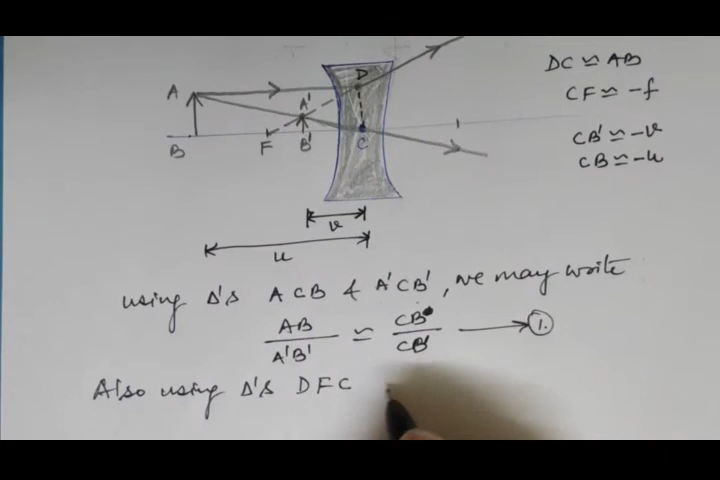 DC ≃ AB
CF ≃ -f
CB' ≃ -v
CB ≃ -u
A
D
A'
B
F
B'
C
v
u
using Δ'S ACB & A'CB', we may write
AB/A'B' ≃ CB/CB' → 1.
Also using Δ'S DFC